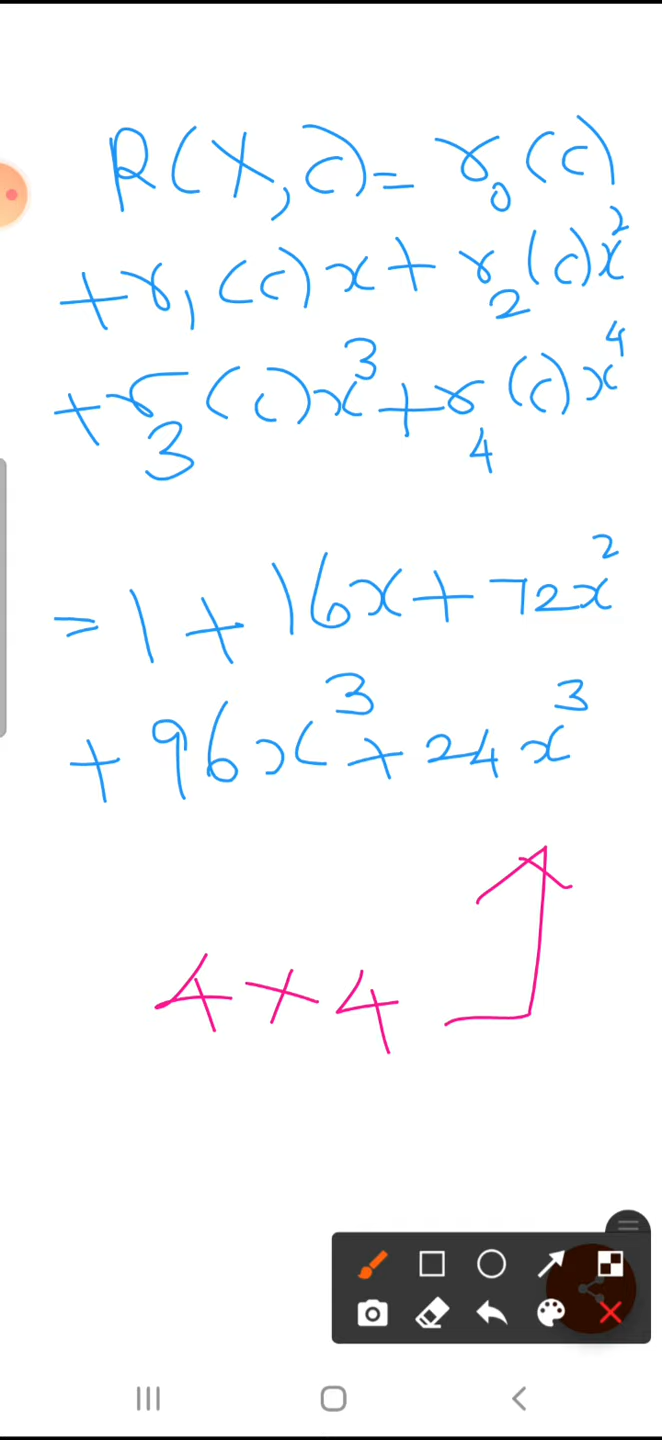 R(x,c)=r₀(c)
+r₁(c)x+r₂(c)x²
+r₃(c)x³+r₄(c)x⁴
=1+16x+72x²
+96x³+24x³
4×4